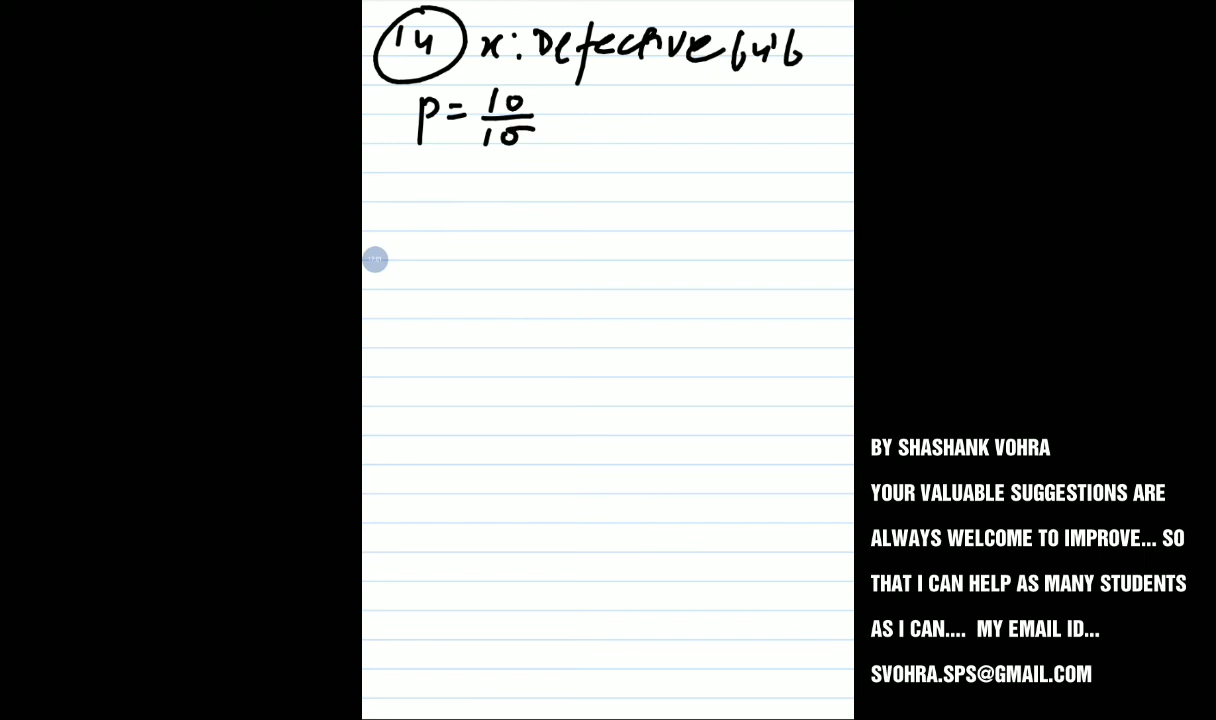 14 x: Defective bulb
p = 10/15
BY SHASHANK VOHRA
YOUR VALUABLE SUGGESTIONS ARE
ALWAYS WELCOME TO IMPROVE... SO
THAT I CAN HELP AS MANY STUDENTS
AS I CAN.... MY EMAIL ID...
SVOHRA.SPS@GMAIL.COM